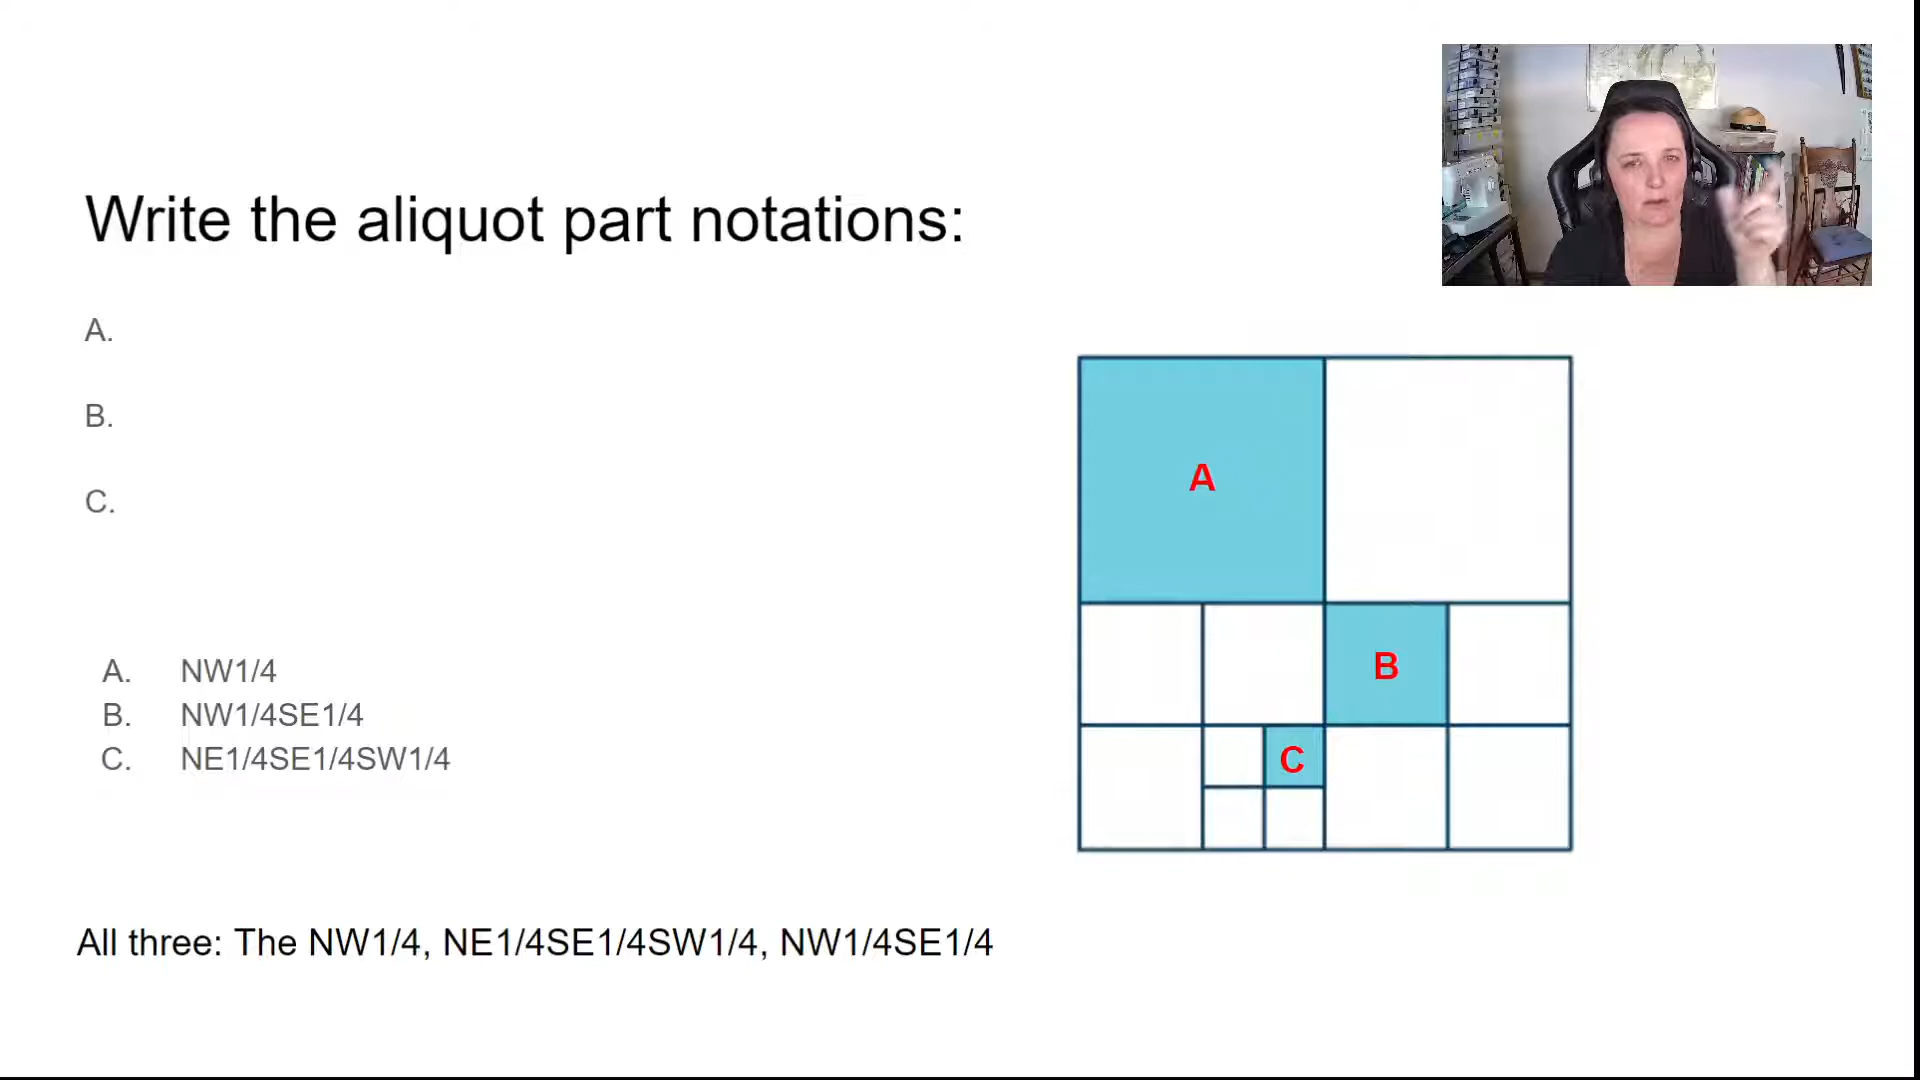 Write the aliquot part notations:
A.
B.
C.
A. NW1/4
B. NW1/4SE1/4
C. NE1/4SE1/4SW1/4
All three: The NW1/4, NE1/4SE1/4SW1/4, NW1/4SE1/4
A
B
C